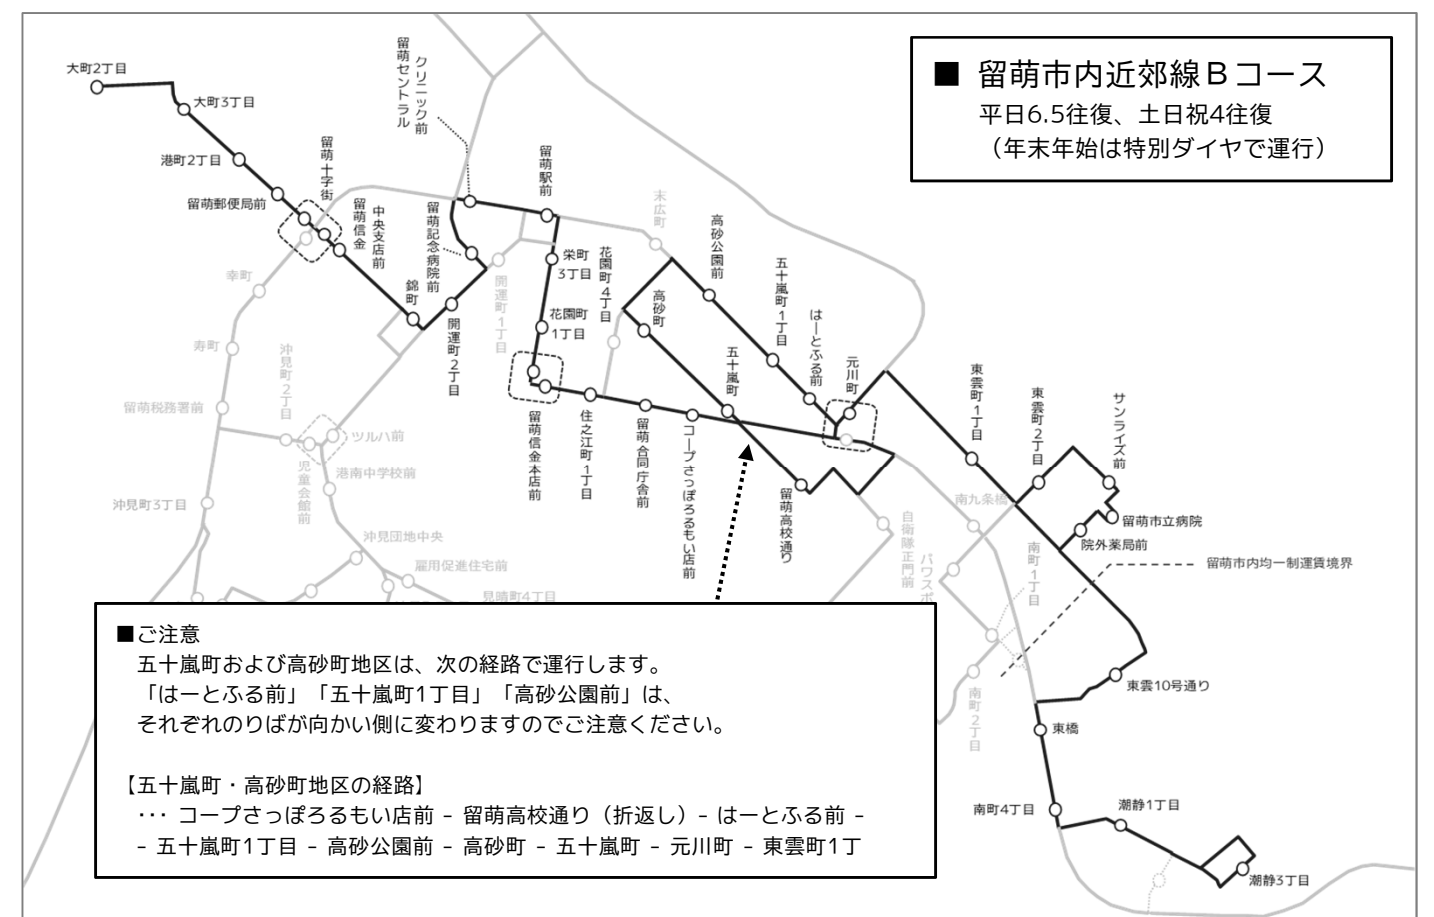 ■ 留萌市内近郊線Ｂコース
平日6.5往復、土日祝4往復
（年末年始は特別ダイヤで運行）
大町2丁目
大町3丁目
港町2丁目
留萌郵便局前
留萌十字街
留萌信金
中央支店前
錦町
開運町2丁目
留萌記念病院前
留萌セントラル
クリニック前
留萌駅前
栄町
3丁目
花園町
1丁目
留萌信金本店前
住之江町1丁目
留萌合同庁舎前
コープさっぽろるもい店前
留萌高校通り
五十嵐町
高砂町
花園町4丁目
末広町
高砂公園前
五十嵐町1丁目
はーとふる前
元川町
東雲町1丁目
東雲町2丁目
サンライズ前
留萌市立病院
院外薬局前
留萌市内均一制運賃境界
東雲10号通り
東橋
南町4丁目
潮静1丁目
潮静3丁目
幸町
寿町
留萌税務署前
沖見町2丁目
ツルハ前
児童会館前
港南中学校前
沖見町3丁目
沖見団地中央
雇用促進住宅前
見晴町4丁目
開運町1丁目
自衛隊正門前
パワスポ
南九条橋
南町1丁目
南町2丁目
■ご注意
五十嵐町および高砂町地区は、次の経路で運行します。
「はーとふる前」「五十嵐町1丁目」「高砂公園前」は、
それぞれのりばが向かい側に変わりますのでご注意ください。
【五十嵐町・高砂町地区の経路】
･･･ コープさっぽろるもい店前 – 留萌高校通り（折返し）– はーとふる前 –
– 五十嵐町1丁目 – 高砂公園前 – 高砂町 – 五十嵐町 – 元川町 – 東雲町1丁